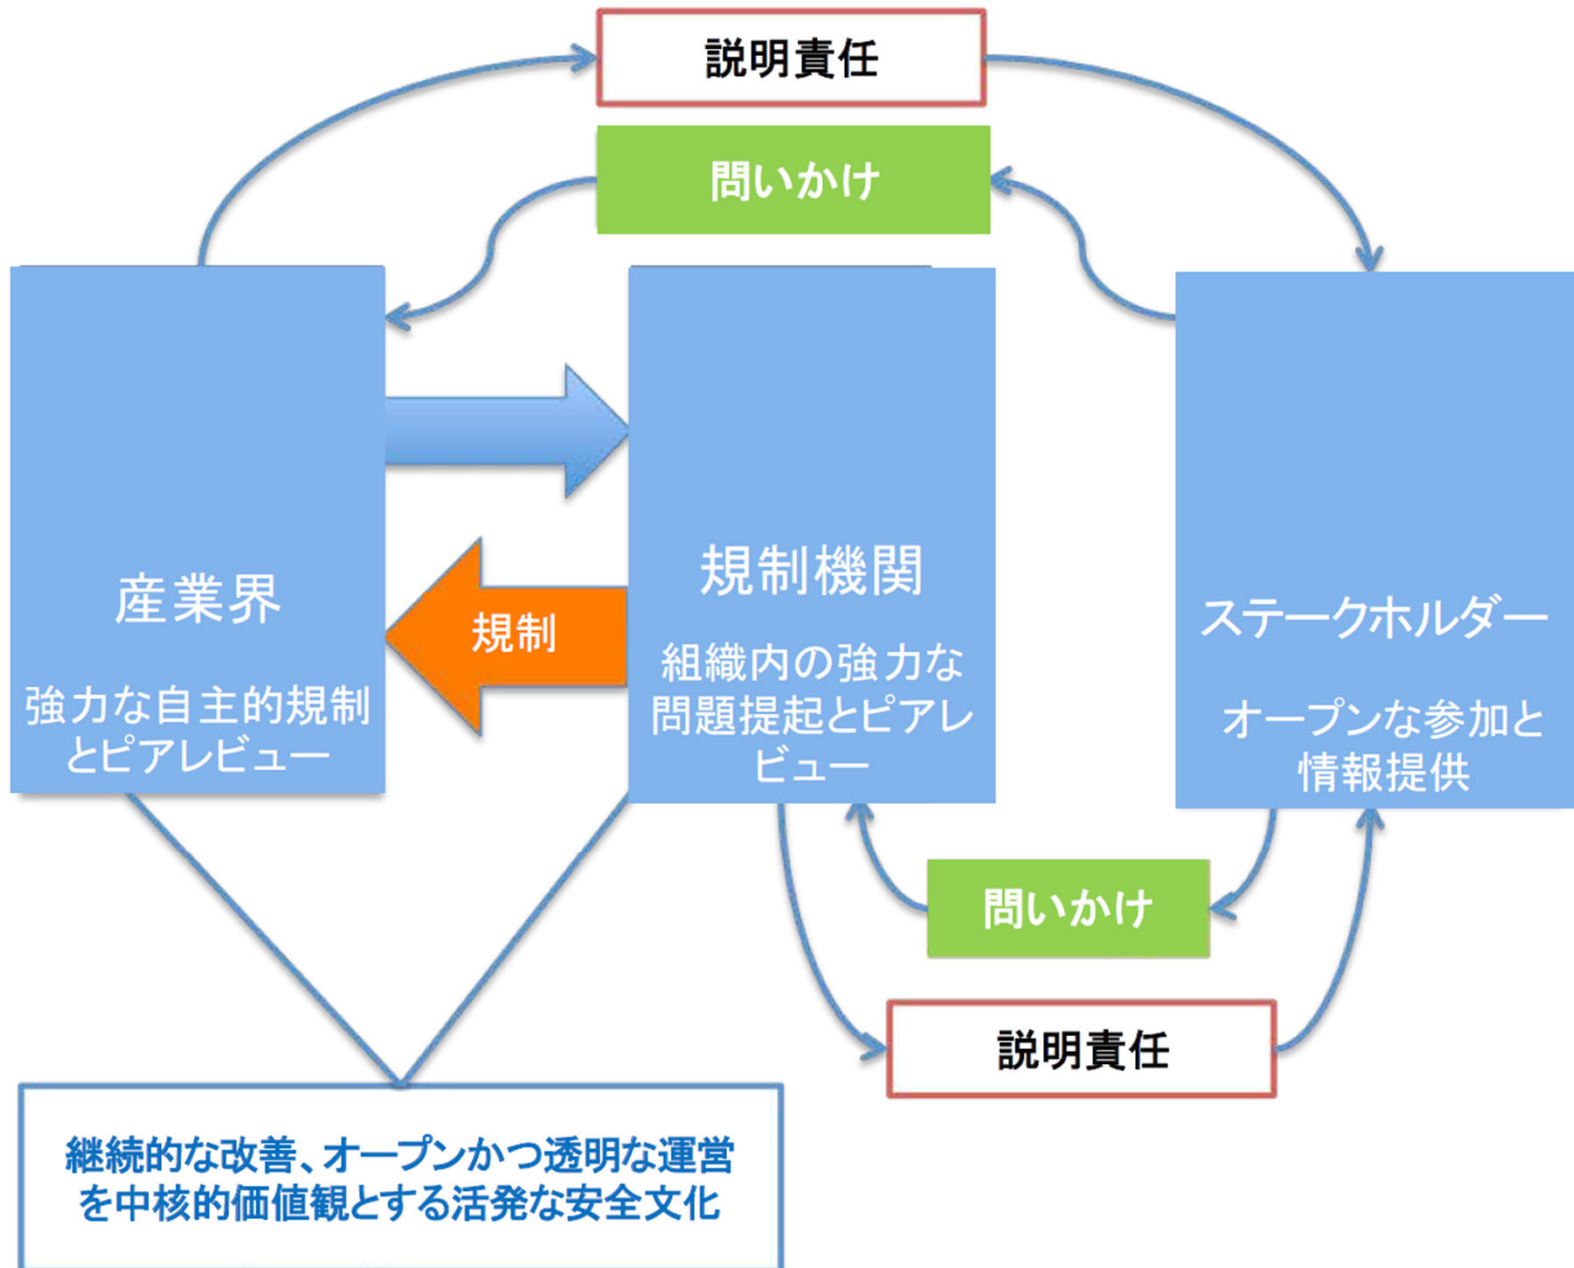 説明責任
問いかけ
産業界
強力な自主的規制
とピアレビュー
規制
規制機関
組織内の強力な
問題提起とピアレ
ビュー
ステークホルダー
オープンな参加と
情報提供
問いかけ
説明責任
継続的な改善、オープンかつ透明な運営
を中核的価値観とする活発な安全文化